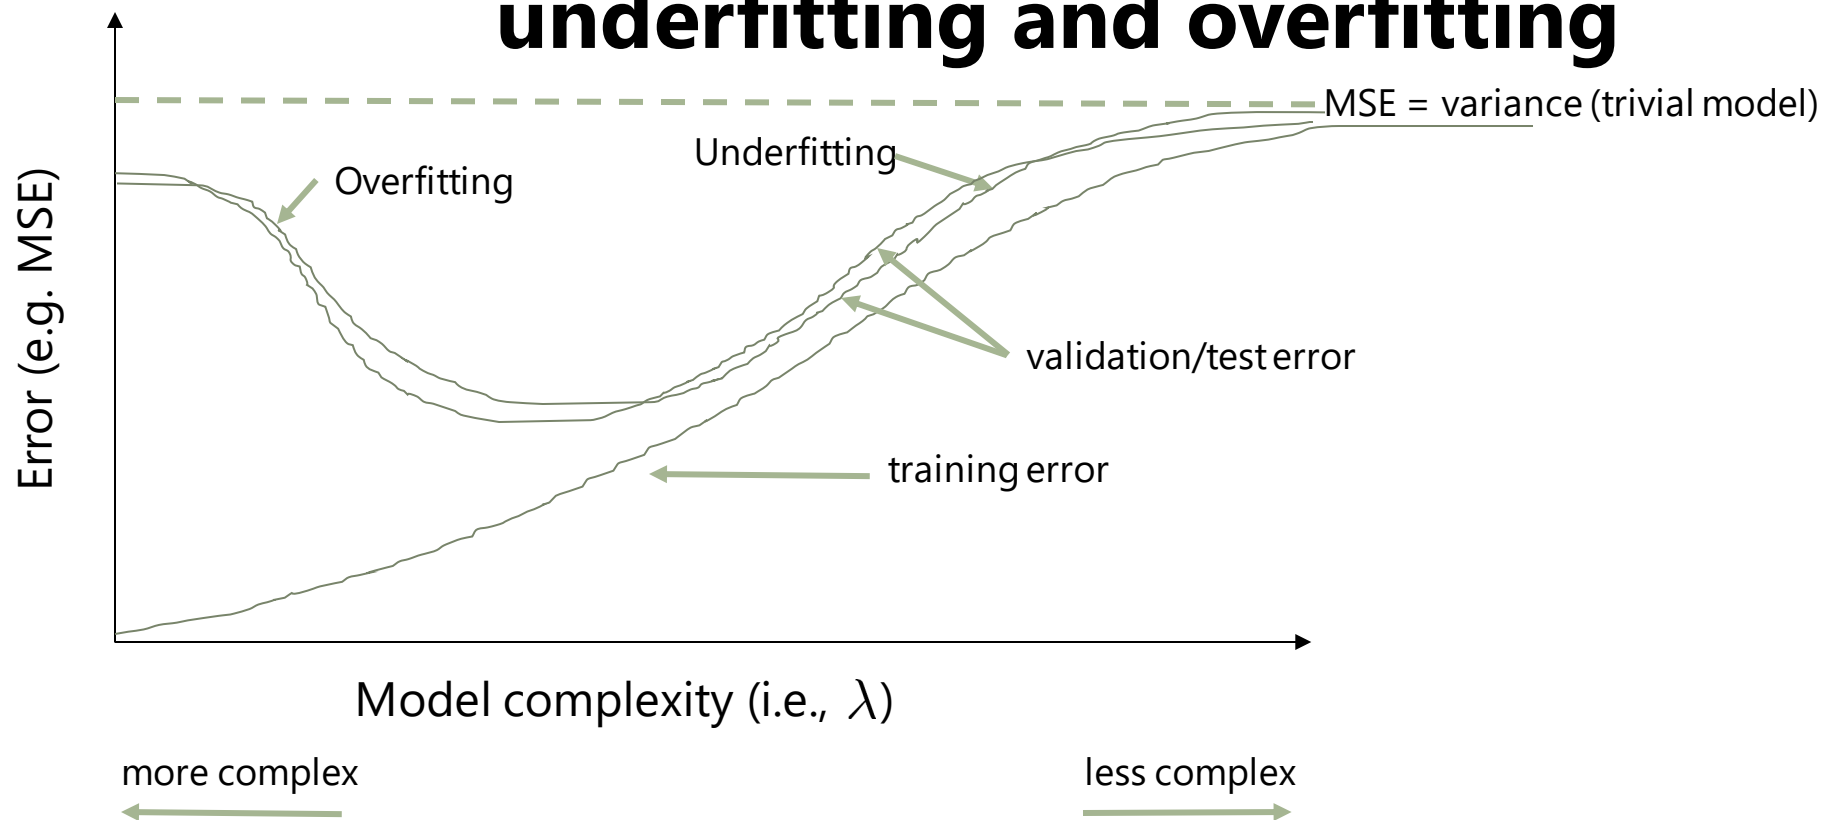 underfitting and overfitting
MSE = variance (trivial model)
Underfitting
Overfitting
Error (e.g. MSE)
validation/test error
training error
Model complexity (i.e., λ)
more complex
less complex